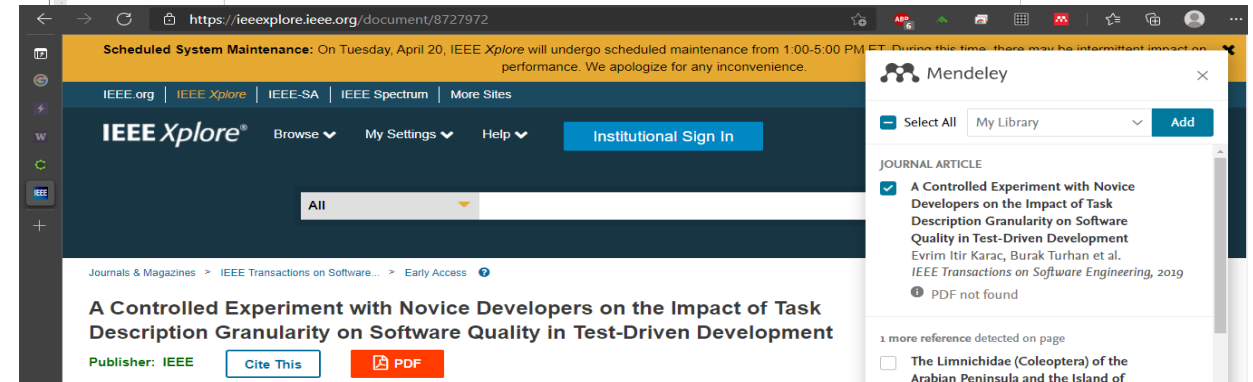 https://ieeexplore.ieee.org/document/8727972
ABP
6
Scheduled System Maintenance: On Tuesday, April 20, IEEE Xplore will undergo scheduled maintenance from 1:00-5:00 PM ET. During this time, there may be intermittent impact on
performance. We apologize for any inconvenience.
IEEE.org | IEEE Xplore | IEEE-SA | IEEE Spectrum | More Sites
IEEE Xplore®
Browse
My Settings
Help
Institutional Sign In
All
Journals & Magazines > IEEE Transactions on Software... > Early Access
A Controlled Experiment with Novice Developers on the Impact of Task
Description Granularity on Software Quality in Test-Driven Development
Publisher: IEEE
Cite This
PDF
Mendeley
Select All
My Library
Add
JOURNAL ARTICLE
A Controlled Experiment with Novice
Developers on the Impact of Task
Description Granularity on Software
Quality in Test-Driven Development
Evrim Itir Karac, Burak Turhan et al.
IEEE Transactions on Software Engineering, 2019
PDF not found
1 more reference detected on page
The Limnichidae (Coleoptera) of the
Arabian Peninsula and the Island of